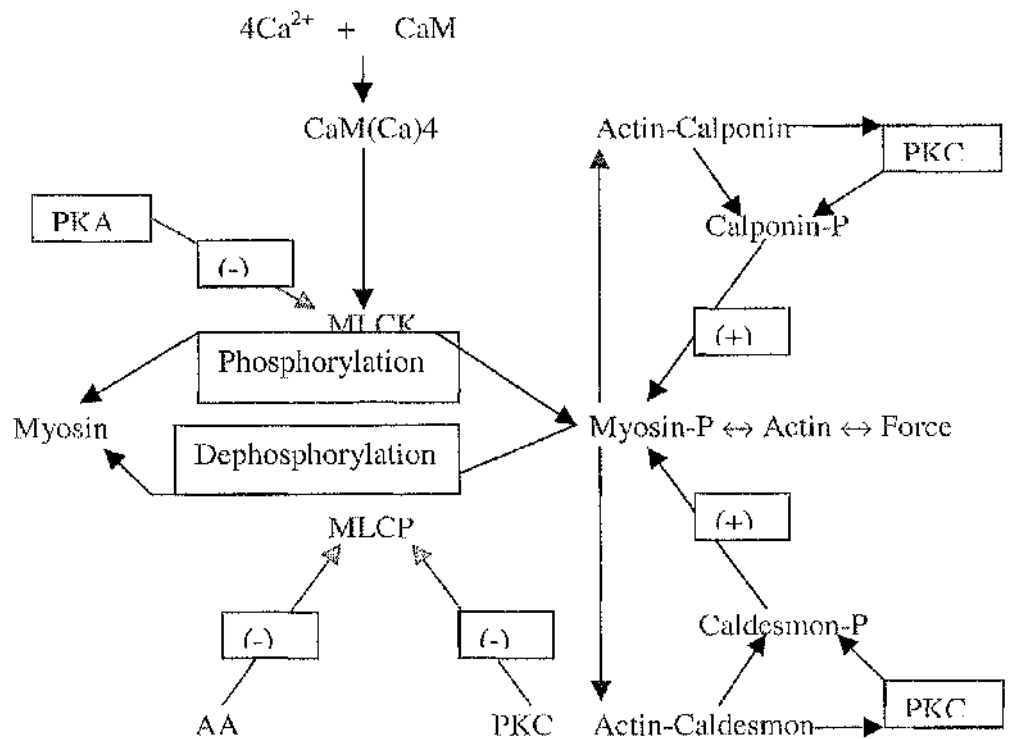 4Ca²⁺ + CaM
CaM(Ca)4
Actin-Calponin
PKC
PKA
Calponin-P
(-)
MLCK
(+)
Phosphorylation
Myosin
Myosin-P ↔ Actin ↔ Force
Dephosphorylation
MLCP
(+)
Caldesmon-P
(-)
(-)
AA
PKC
Actin-Caldesmon
PKC